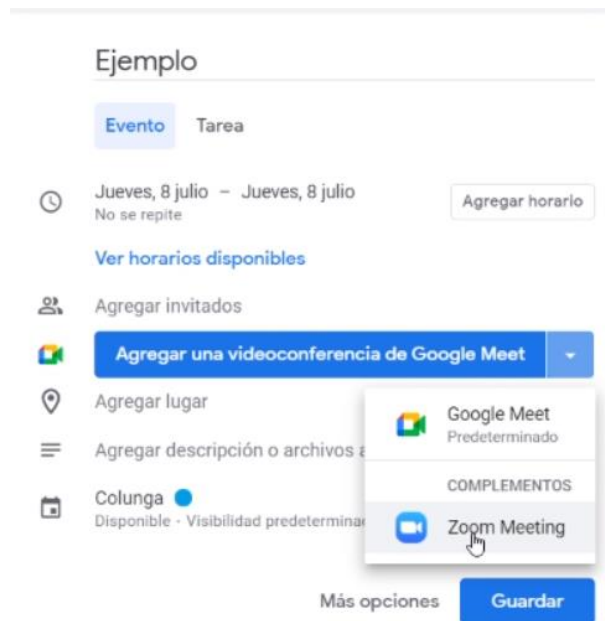 Ejemplo
Evento Tarea
Jueves, 8 julio – Jueves, 8 julio
No se repite
Agregar horario
Ver horarios disponibles
Agregar invitados
Agregar una videoconferencia de Google Meet
Agregar lugar
Agregar descripción o archivos a
Colunga
Disponible · Visibilidad predetermina
Google Meet
Predeterminado
COMPLEMENTOS
Zoom Meeting
Más opciones Guardar